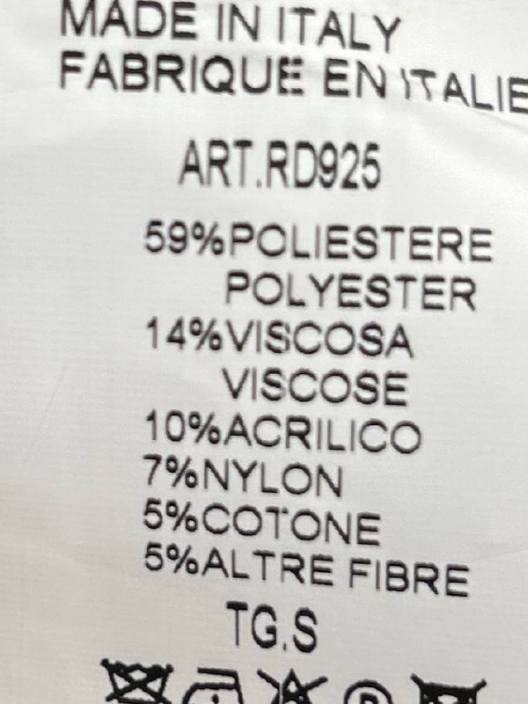 MADE IN ITALY
FABRIQUE EN ITALIE
ART.RD925
59%POLIESTERE
POLYESTER
14%VISCOSA
VISCOSE
10%ACRILICO
7%NYLON
5%COTONE
5%ALTRE FIBRE
TG.S
P